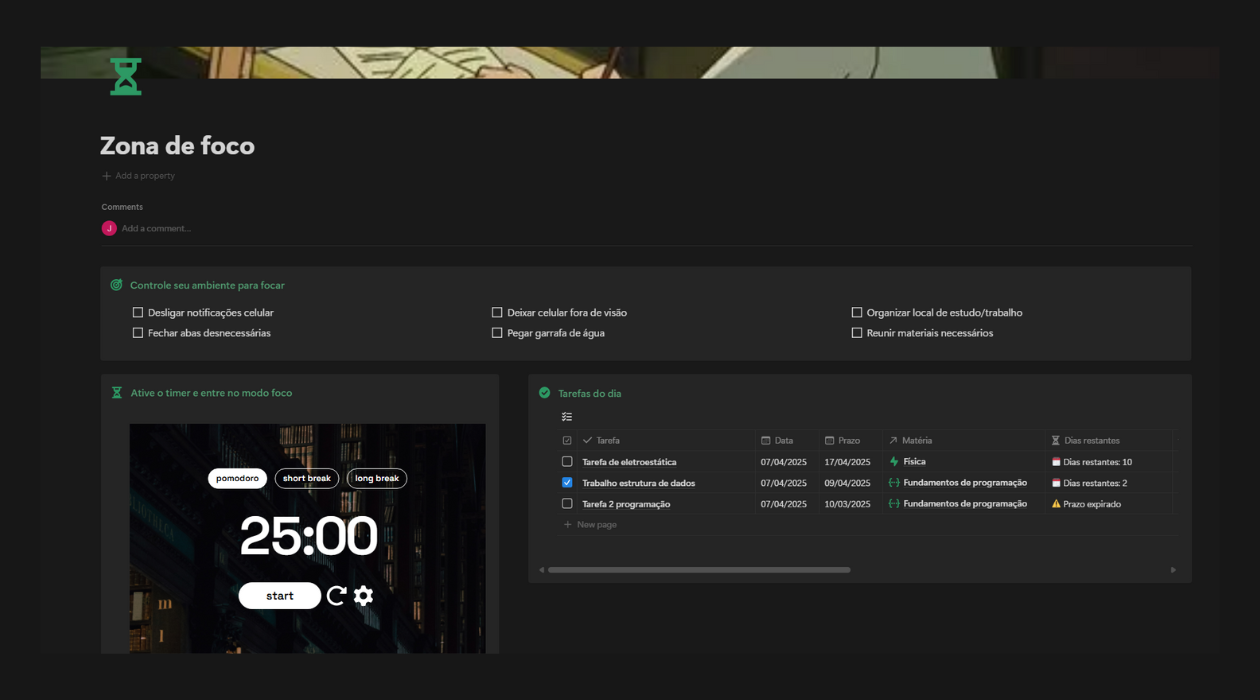 Zona de foco
Add a property
Comments
J Add a comment...
Controle seu ambiente para focar
Desligar notificações celular
Deixar celular fora de visão
Organizar local de estudo/trabalho
Fechar abas desnecessárias
Pegar garrafa de água
Reunir materiais necessários
Ative o timer e entre no modo foco
pomodoro short break long break
25:00
start
Tarefas do dia
Tarefa Data Prazo Matéria Dias restantes
Tarefa de eletroestática 07/04/2025 17/04/2025 Física Dias restantes: 10
Trabalho estrutura de dados 07/04/2025 09/04/2025 Fundamentos de programação Dias restantes: 2
Tarefa 2 programação 07/04/2025 10/03/2025 Fundamentos de programação Prazo expirado
New page